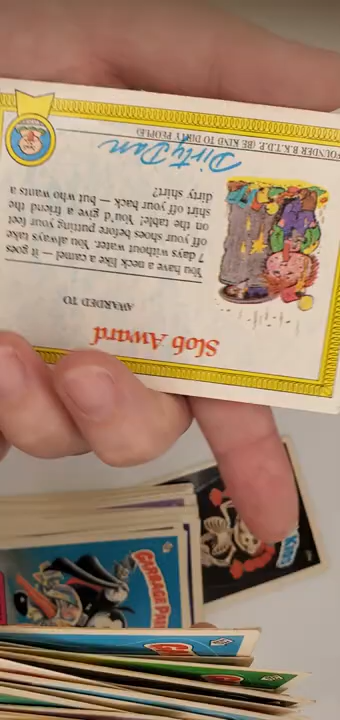 Slob Award
AWARDED TO
You have a neck like a camel — it goes
7 days without water. You always take
off your shoes before putting your feet
on the table! You'd give a friend the
shirt off your back — but who wants a
dirty shirt?
Dirty Dan
FOUNDER B.K.T.D.P. (BE KIND TO DIRTY PEOPLE)
GARBAGE PAI